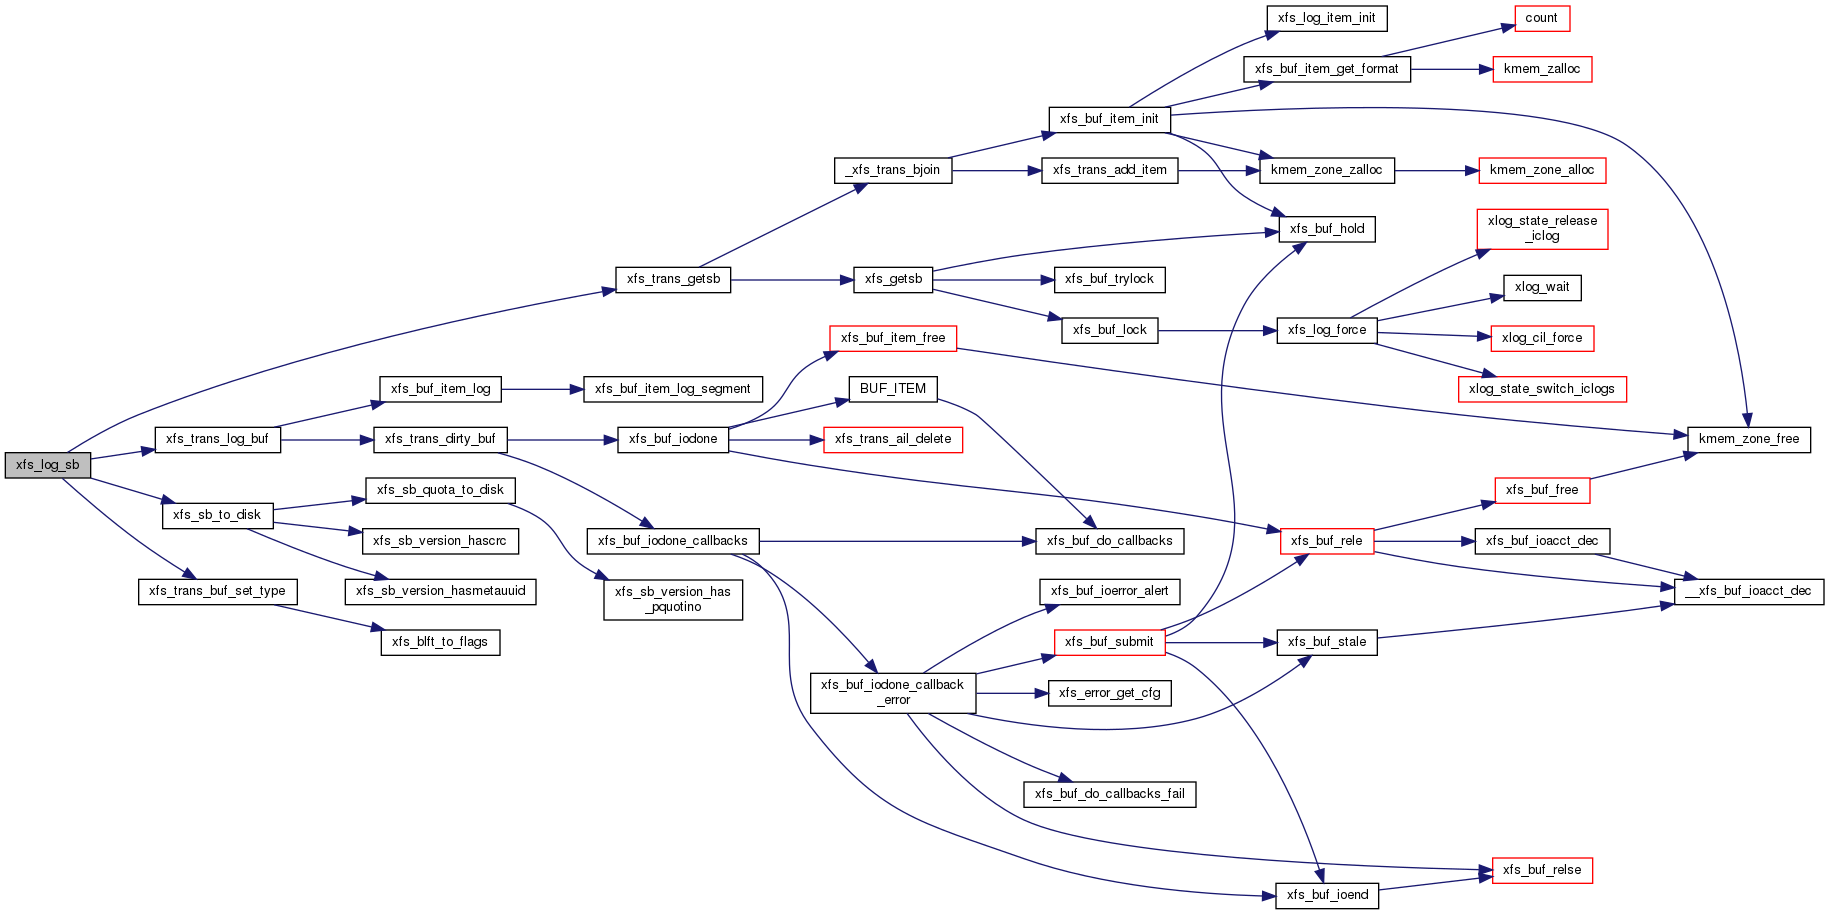 xfs_log_item_init
count
xfs_buf_item_get_format
kmem_zalloc
xfs_buf_item_init
_xfs_trans_bjoin
xfs_trans_add_item
kmem_zone_zalloc
kmem_zone_alloc
xfs_buf_hold
xlog_state_release
_iclog
xfs_trans_getsb
xfs_getsb
xfs_buf_trylock
xlog_wait
xfs_buf_lock
xfs_log_force
xfs_buf_item_free
xlog_cil_force
xfs_buf_item_log
xfs_buf_item_log_segment
BUF_ITEM
xlog_state_switch_iclogs
xfs_trans_log_buf
xfs_trans_dirty_buf
xfs_buf_iodone
xfs_trans_ail_delete
kmem_zone_free
xfs_log_sb
xfs_sb_quota_to_disk
xfs_buf_free
xfs_sb_to_disk
xfs_sb_version_hascrc
xfs_buf_iodone_callbacks
xfs_buf_do_callbacks
xfs_buf_rele
xfs_buf_ioacct_dec
xfs_trans_buf_set_type
xfs_sb_version_hasmetauuid
xfs_sb_version_has
_pquotino
xfs_buf_ioerror_alert
__xfs_buf_ioacct_dec
xfs_blft_to_flags
xfs_buf_submit
xfs_buf_stale
xfs_buf_iodone_callback
_error
xfs_error_get_cfg
xfs_buf_do_callbacks_fail
xfs_buf_relse
xfs_buf_ioend